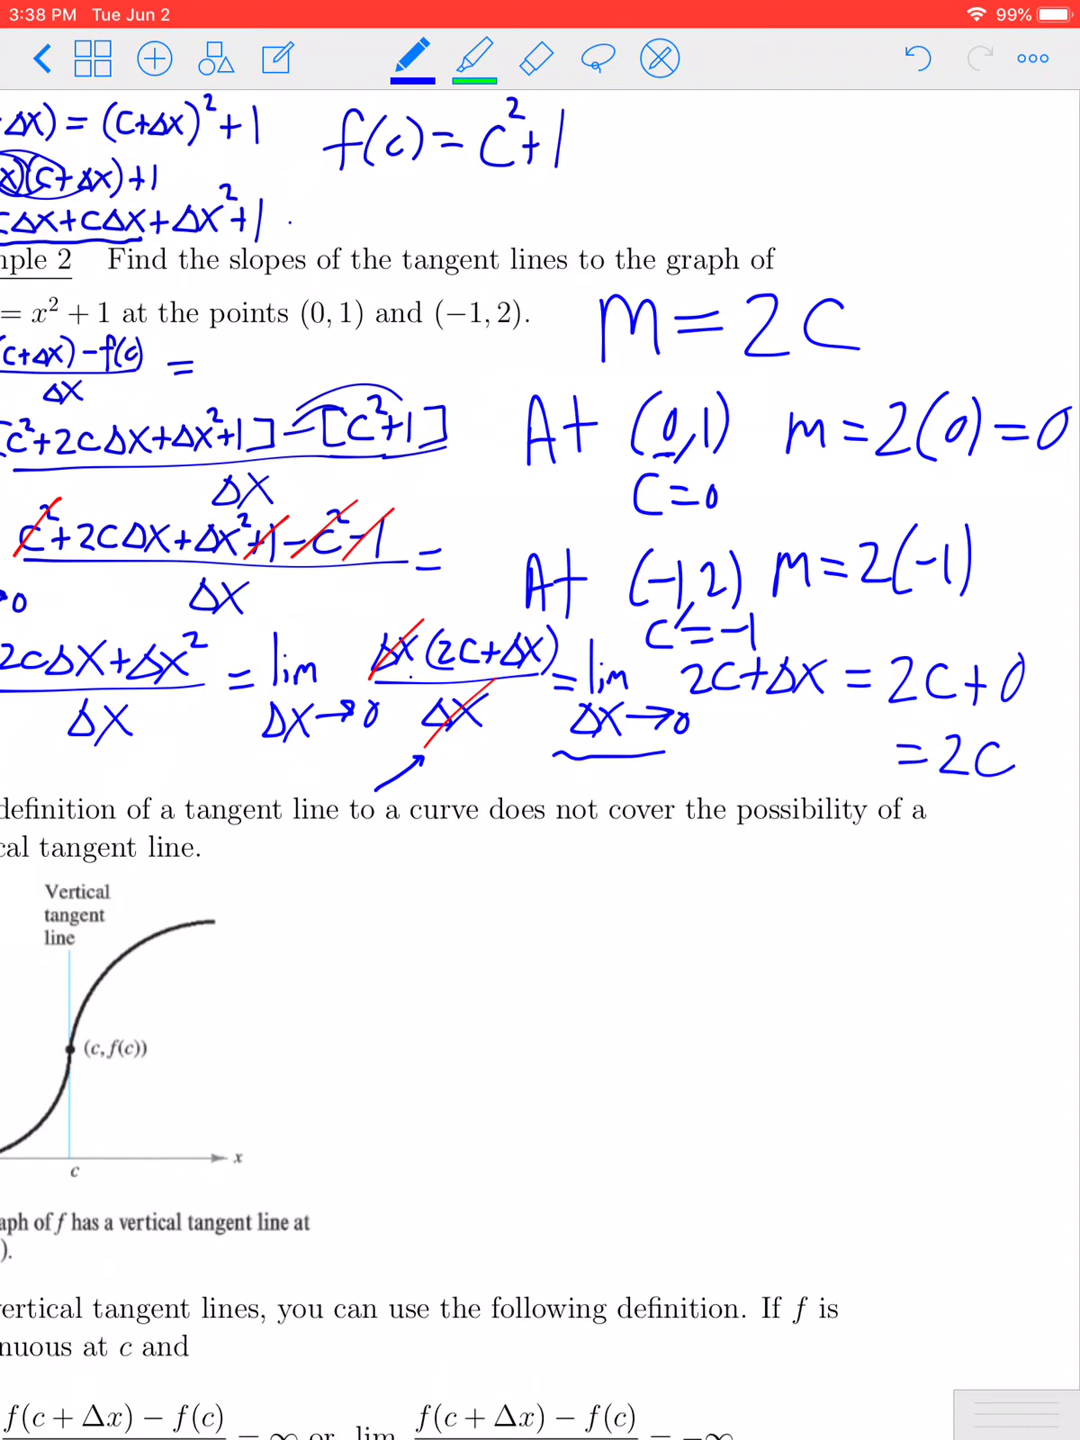 3:38 PM Tue Jun 2 99%
Δx) = (c+Δx)²+1 f(c) = c²+1
x)(c+Δx)+1
cΔx+cΔx+Δx²+1
mple 2 Find the slopes of the tangent lines to the graph of
= x² + 1 at the points (0, 1) and (−1, 2).
m = 2c
(c+Δx)−f(c) =
Δx
[c²+2cΔx+Δx²+1]−[c²+1]
Δx
At (0,1) m=2(0)=0
c=0
c²+2cΔx+Δx²+1−c²−1 =
Δx
→0
At (−1,2) m=2(−1)
c=−1
2cΔx+Δx² = lim Δx(2c+Δx) = lim 2c+Δx = 2c+0
Δx Δx→0 Δx Δx→0
=2c
definition of a tangent line to a curve does not cover the possibility of a
cal tangent line.
Vertical
tangent
line
(c, f(c))
x
c
aph of f has a vertical tangent line at
).
vertical tangent lines, you can use the following definition. If f is
nuous at c and
f(c + Δx) − f(c) = ∞ or lim f(c + Δx) − f(c) = −∞